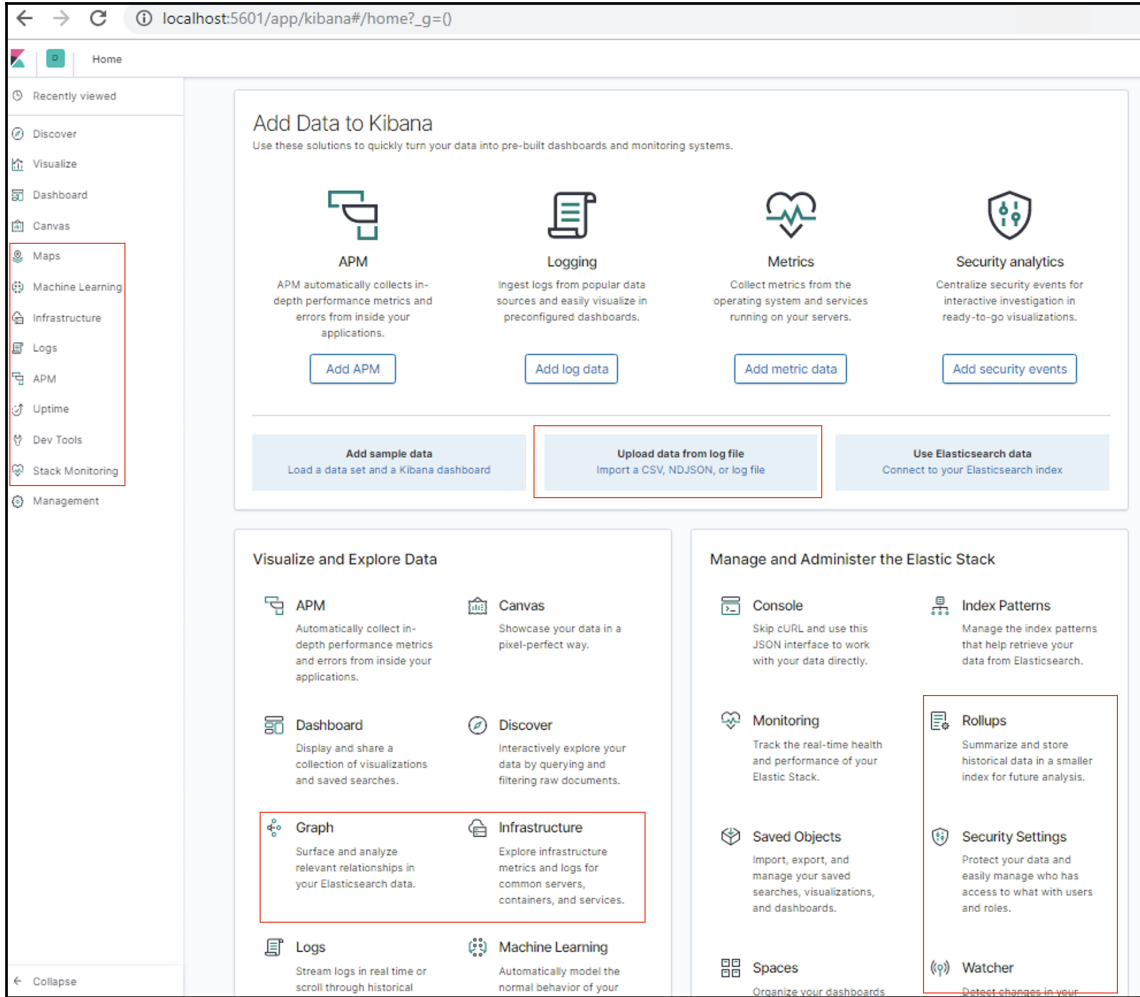 localhost:5601/app/kibana#/home?_g=()
D
Home
Recently viewed
Discover
Visualize
Dashboard
Canvas
Maps
Machine Learning
Infrastructure
Logs
APM
Uptime
Dev Tools
Stack Monitoring
Management
Collapse
Add Data to Kibana
Use these solutions to quickly turn your data into pre-built dashboards and monitoring systems.
APM
APM automatically collects in-
depth performance metrics and
errors from inside your
applications.
Add APM
Logging
Ingest logs from popular data
sources and easily visualize in
preconfigured dashboards.
Add log data
Metrics
Collect metrics from the
operating system and services
running on your servers.
Add metric data
Security analytics
Centralize security events for
interactive investigation in
ready-to-go visualizations.
Add security events
Add sample data
Load a data set and a Kibana dashboard
Upload data from log file
Import a CSV, NDJSON, or log file
Use Elasticsearch data
Connect to your Elasticsearch index
Visualize and Explore Data
APM
Automatically collect in-
depth performance metrics
and errors from inside your
applications.
Canvas
Showcase your data in a
pixel-perfect way.
Dashboard
Display and share a
collection of visualizations
and saved searches.
Discover
Interactively explore your
data by querying and
filtering raw documents.
Graph
Surface and analyze
relevant relationships in
your Elasticsearch data.
Infrastructure
Explore infrastructure
metrics and logs for
common servers,
containers, and services.
Logs
Stream logs in real time or
scroll through historical
Machine Learning
Automatically model the
normal behavior of your
Manage and Administer the Elastic Stack
Console
Skip cURL and use this
JSON interface to work
with your data directly.
Index Patterns
Manage the index patterns
that help retrieve your
data from Elasticsearch.
Monitoring
Track the real-time health
and performance of your
Elastic Stack.
Rollups
Summarize and store
historical data in a smaller
index for future analysis.
Saved Objects
Import, export, and
manage your saved
searches, visualizations,
and dashboards.
Security Settings
Protect your data and
easily manage who has
access to what with users
and roles.
Spaces
Organize your dashboards
Watcher
Detect changes in your